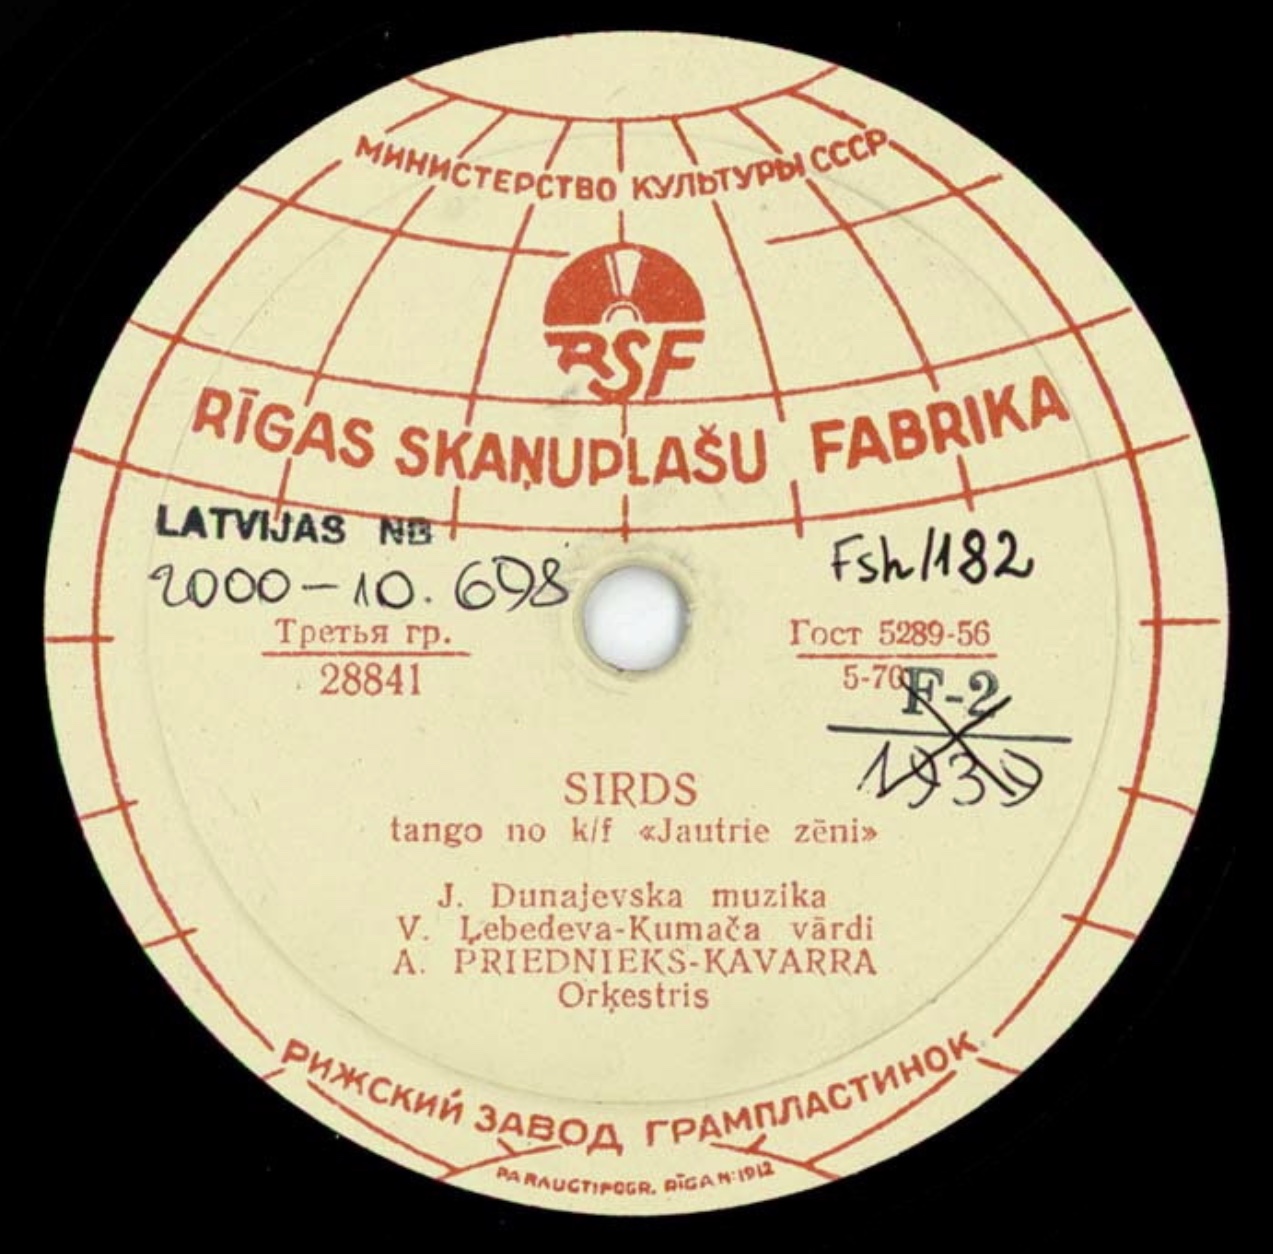 МИНИСТЕРСТВО КУЛЬТУРЫ СССР
RSF
RĪGAS SKAŅUPLAŠU FABRIKA
LATVIJAS NB
2000-10.698
Fsh/182
Третья гр.
28841
Гост 5289-56
5-70
F-2
1939
SIRDS
tango no k/f «Jautrie zēni»
J. Dunajevska muzika
V. Ļebedeva-Kumača vārdi
A. PRIEDNIEKS-KAVARRA
Orķestris
РИЖСКИЙ ЗАВОД ГРАМПЛАСТИНОК
PARAUGTIPOGR. RĪGA N:1912